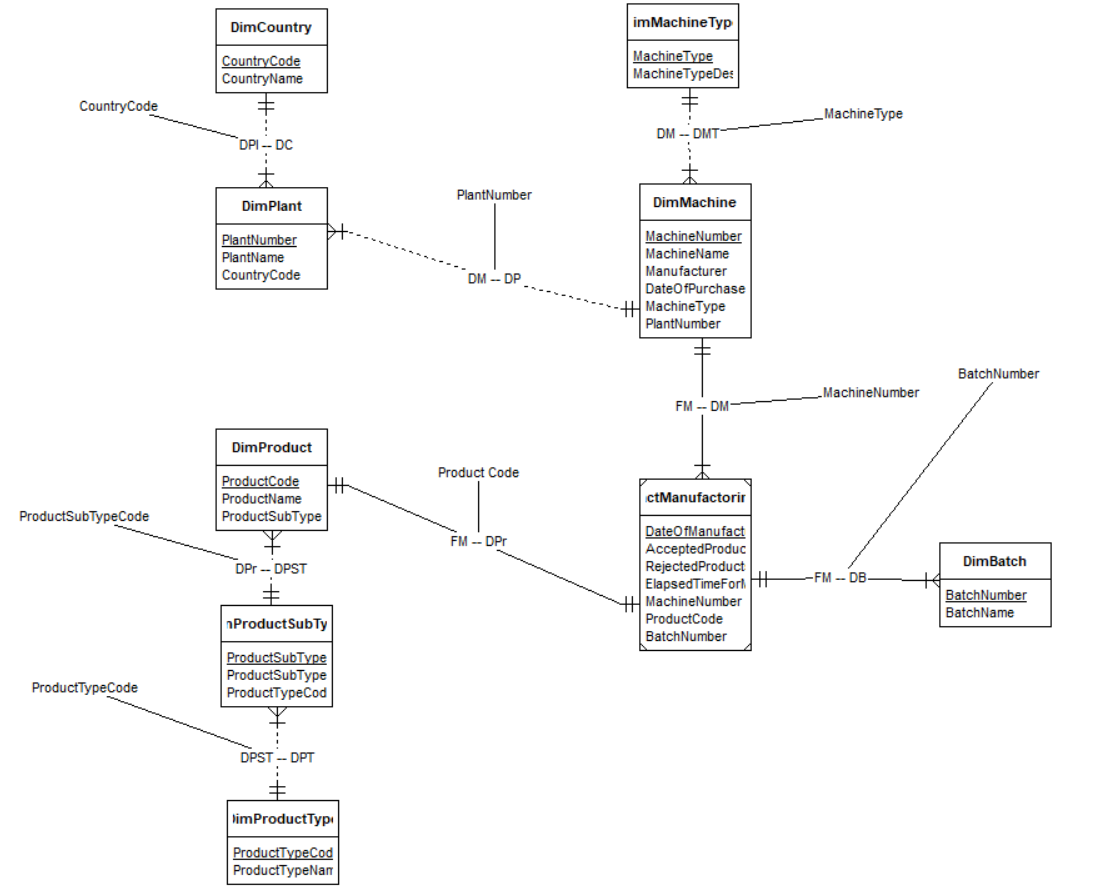 DimCountry
CountryCode
CountryName
imMachineTyp
MachineType
MachineTypeDes
CountryCode
DPl -- DC
MachineType
DM -- DMT
DimPlant
PlantNumber
PlantName
CountryCode
PlantNumber
DM -- DP
DimMachine
MachineNumber
MachineName
Manufacturer
DateOfPurchase
MachineType
PlantNumber
FM -- DM
MachineNumber
BatchNumber
DimProduct
ProductCode
ProductName
ProductSubType
Product Code
FM -- DPr
ctManufactorin
DateOfManufact
AcceptedProduc
RejectedProduct
ElapsedTimeForM
MachineNumber
ProductCode
BatchNumber
FM -- DB
DimBatch
BatchNumber
BatchName
ProductSubTypeCode
DPr -- DPST
nProductSubTy
ProductSubType
ProductSubType
ProductTypeCod
ProductTypeCode
DPST -- DPT
DimProductType
ProductTypeCod
ProductTypeNam